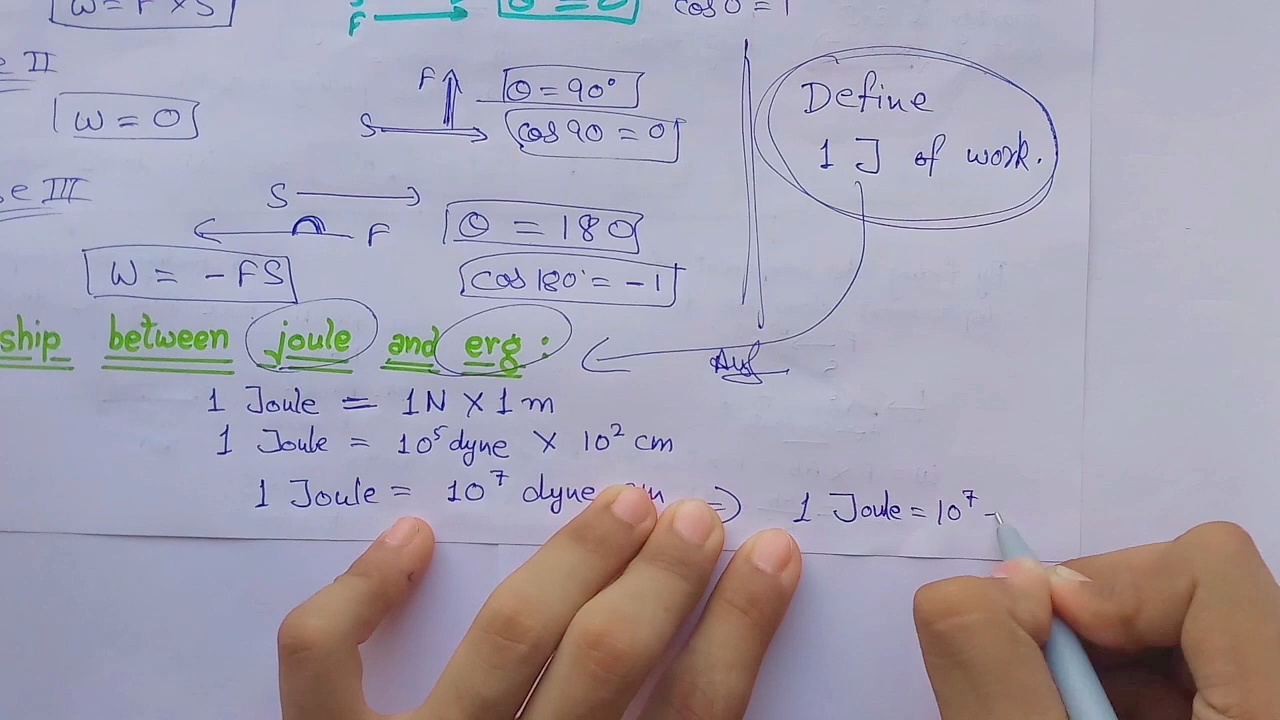 W = F x S
F
cos 0 = 1
e II
W = 0
F
S
θ = 90°
cos 90 = 0
Define
1 J of work.
se III
S
F
θ = 180
W = - FS
cos 180° = -1
ship between joule and erg :
Ans
1 Joule = 1N X 1 m
1 Joule = 10⁵ dyne X 10² cm
1 Joule = 10⁷ dyne cm ⇒ 1 Joule = 10⁷